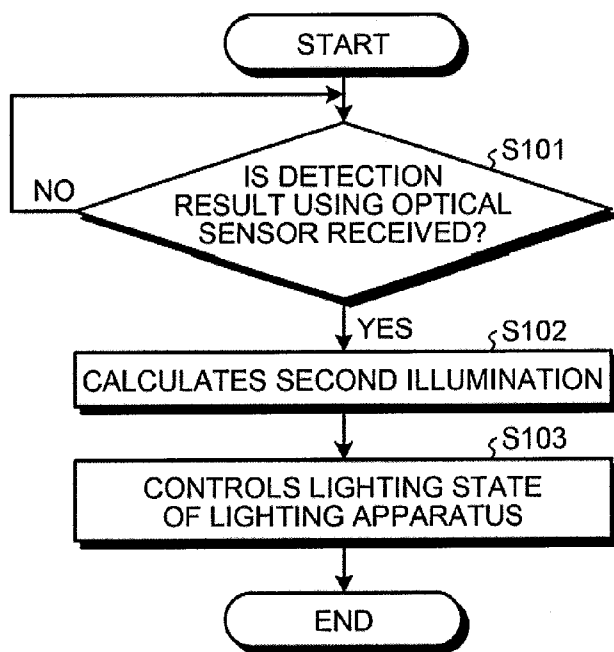 START
S101
IS DETECTION
RESULT USING OPTICAL
SENSOR RECEIVED?
NO
YES
S102
CALCULATES SECOND ILLUMINATION
S103
CONTROLS LIGHTING STATE
OF LIGHTING APPARATUS
END